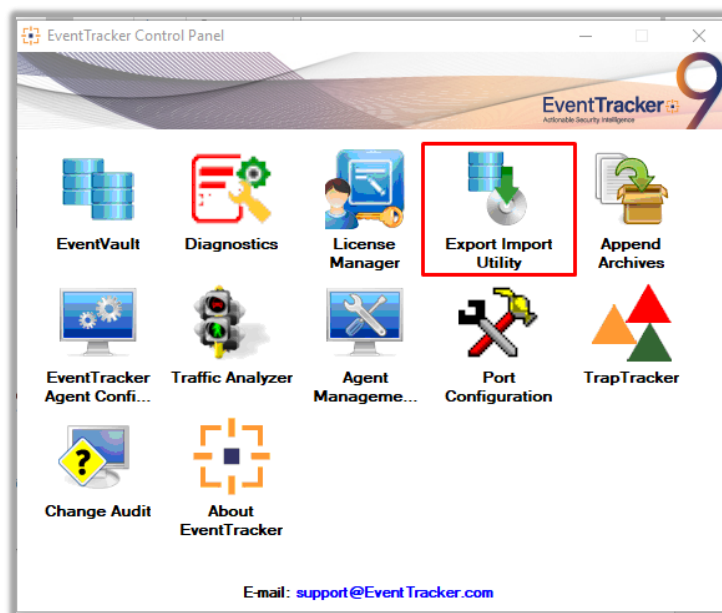 EventTracker Control Panel
EventTracker 9
Actionable Security Intelligence
EventVault
Diagnostics
License
Manager
Export Import
Utility
Append
Archives
EventTracker
Agent Confi...
Traffic Analyzer
Agent
Manageme...
Port
Configuration
TrapTracker
Change Audit
About
EventTracker
E-mail: support@EventTracker.com